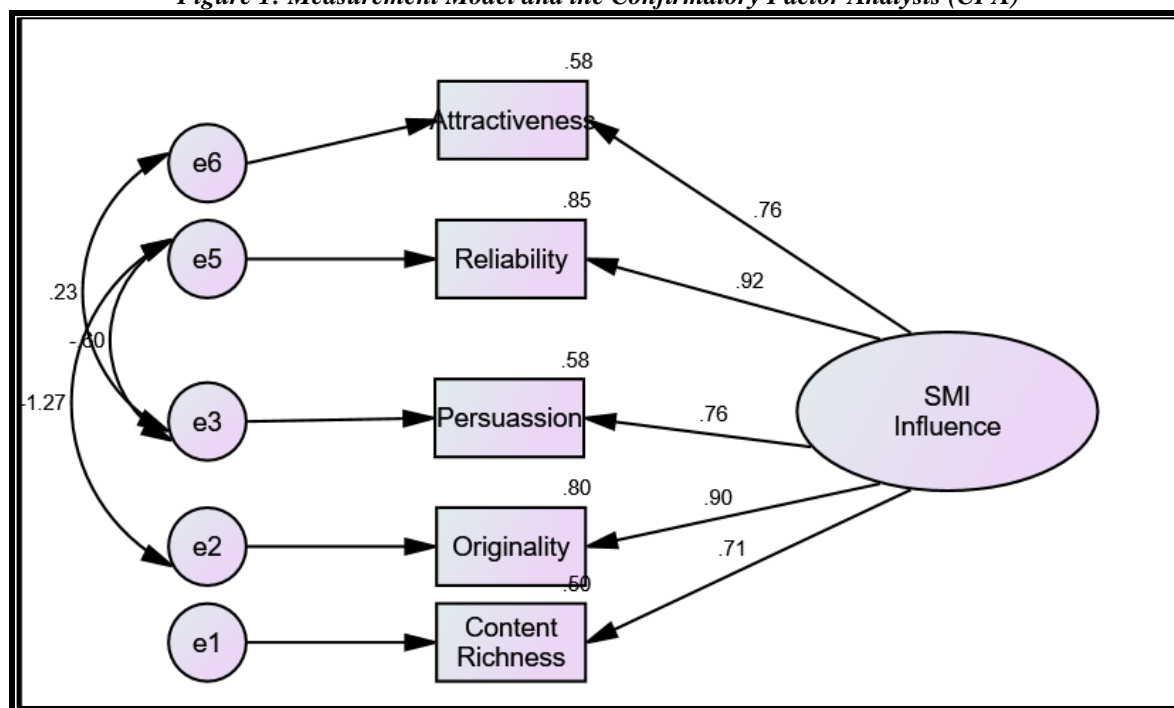 Figure 1: Measurement Model and the Confirmatory Factor Analysis (CFA)
.58
Attractiveness
e6
.76
.85
Reliability
e5
.92
.23
-.60
.58
Persuassion
e3
.76
SMI
Influence
-1.27
.80
Originality
e2
.90
.71
.50
Content
Richness
e1